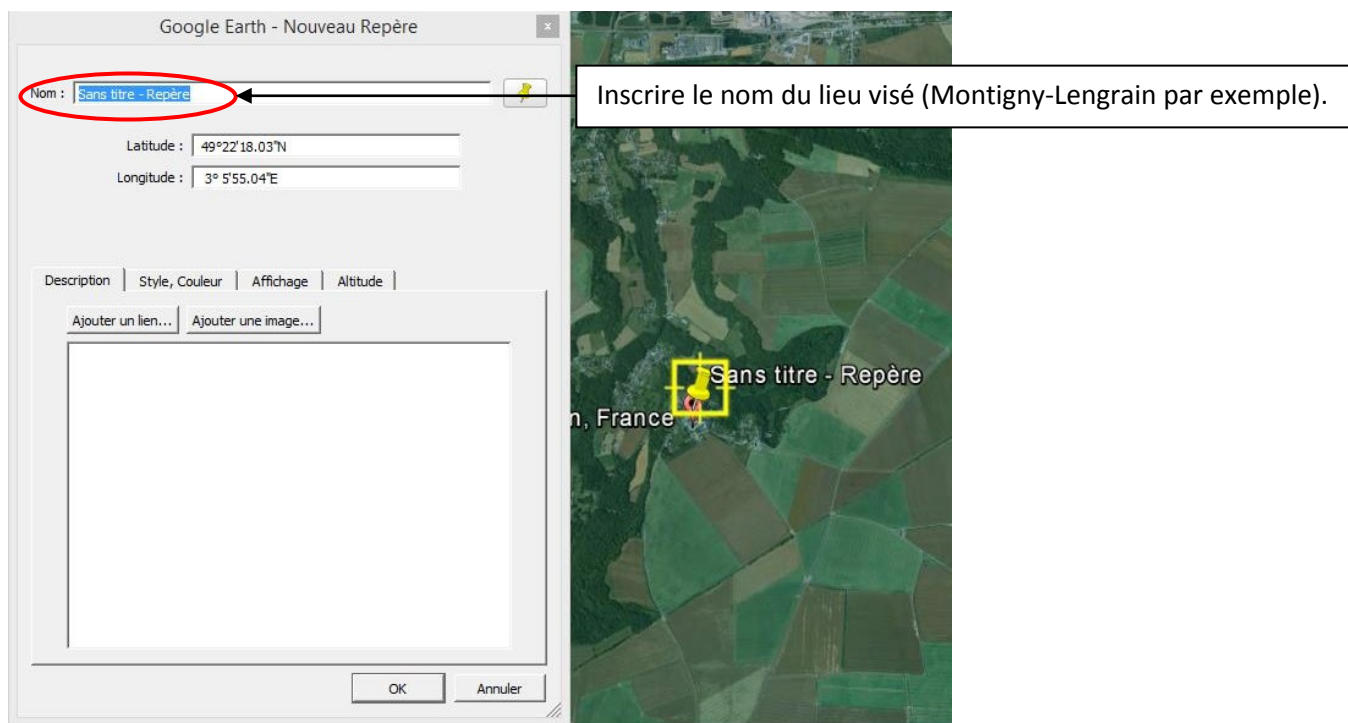 Google Earth - Nouveau Repère
x
Nom : Sans titre - Repère
Inscrire le nom du lieu visé (Montigny-Lengrain par exemple).
Latitude : 49°22'18.03"N
Longitude : 3° 5'55.04"E
Description Style, Couleur Affichage Altitude
Ajouter un lien... Ajouter une image...
Sans titre - Repère
n, France
OK Annuler